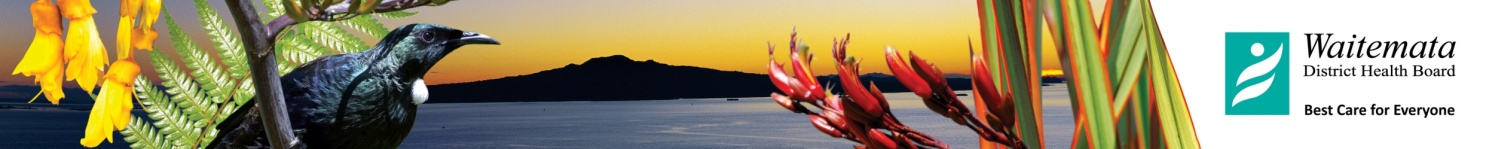 Waitemata
District Health Board
Best Care for Everyone